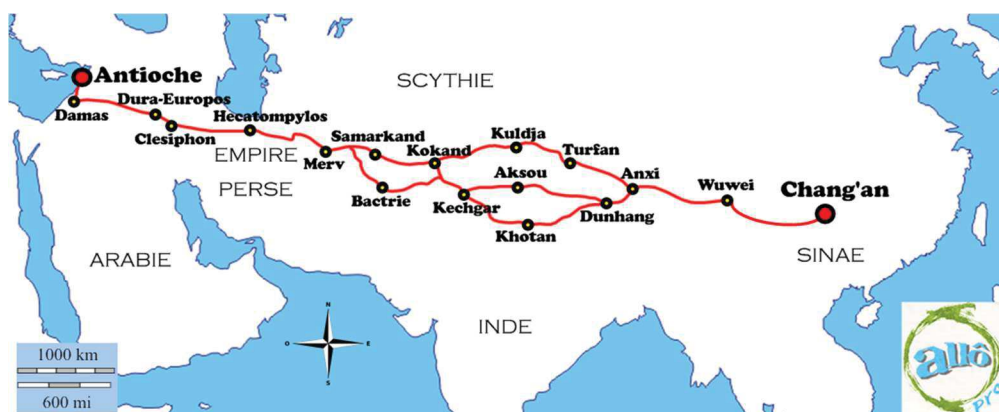 SCYTHIE
Antioche
Damas
Dura-Europos
Clesiphon
Hecatompylos
EMPIRE
PERSE
Merv
Samarkand
Bactrie
Kokand
Kuldja
Turfan
Aksou
Kechgar
Khotan
Dunhang
Anxi
Wuwei
Chang'an
SINAE
ARABIE
INDE
N
O
E
S
1000 km
600 mi
allô
pro